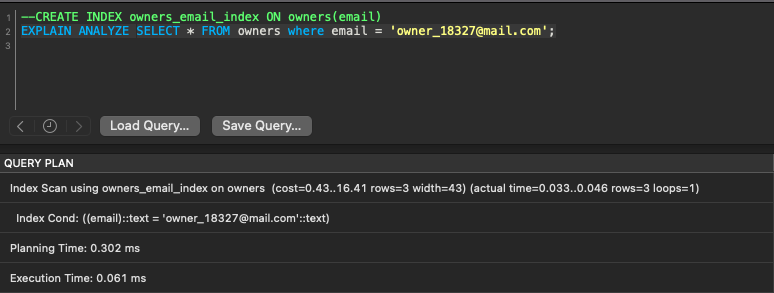 1 --CREATE INDEX owners_email_index ON owners(email)
2 EXPLAIN ANALYZE SELECT * FROM owners where email = 'owner_18327@mail.com';
3
Load Query... Save Query...
QUERY PLAN
Index Scan using owners_email_index on owners (cost=0.43..16.41 rows=3 width=43) (actual time=0.033..0.046 rows=3 loops=1)
Index Cond: ((email)::text = 'owner_18327@mail.com'::text)
Planning Time: 0.302 ms
Execution Time: 0.061 ms